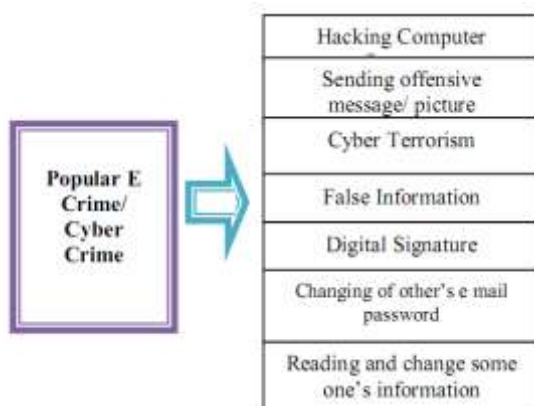 Popular E
Crime/
Cyber
Crime
Hacking Computer
Sending offensive
message/ picture
Cyber Terrorism
False Information
Digital Signature
Changing of other's e mail
password
Reading and change some
one's information